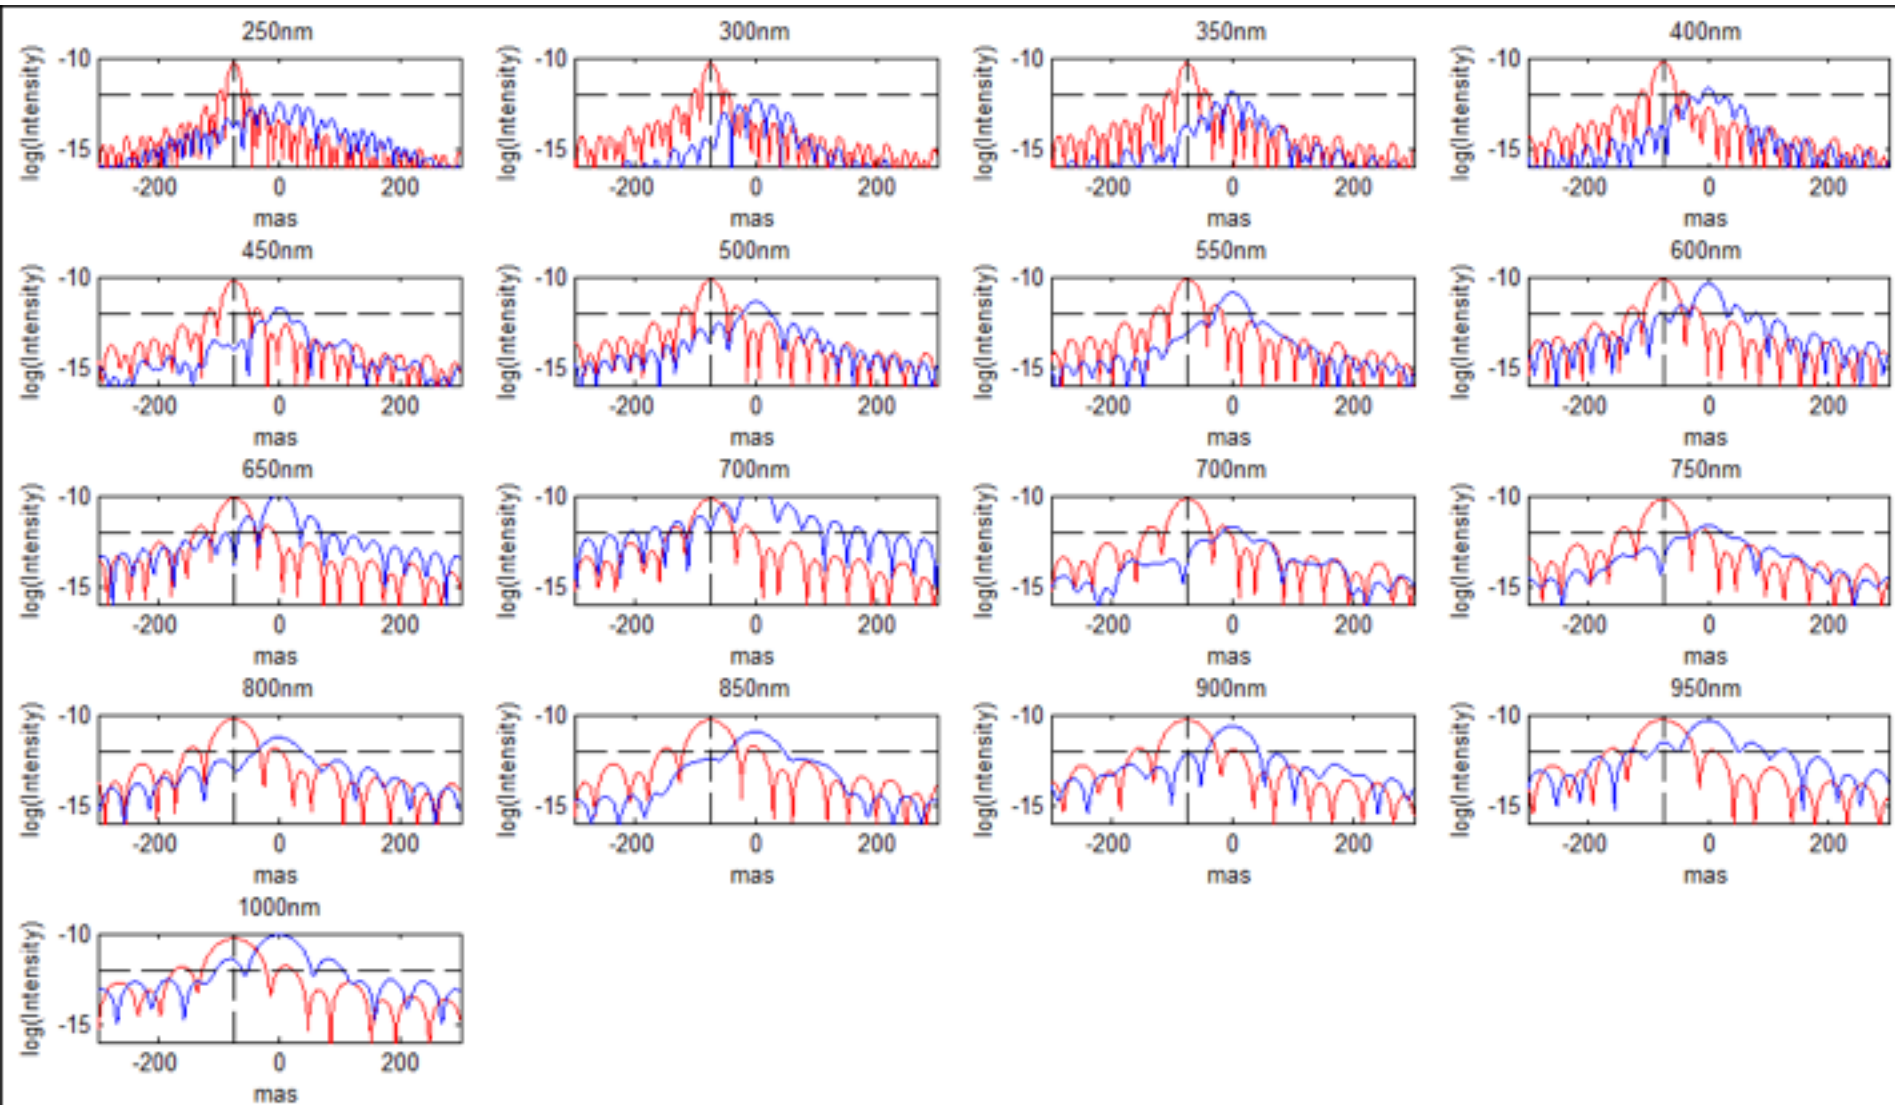 250nm 300nm 350nm 400nm
log(Intensity) -10 -15 log(Intensity) -10 -15 log(Intensity) -10 -15 log(Intensity) -10 -15
-200 0 200 -200 0 200 -200 0 200 -200 0 200
mas mas mas mas
450nm 500nm 550nm 600nm
log(Intensity) -10 -15 log(Intensity) -10 -15 log(Intensity) -10 -15 log(Intensity) -10 -15
-200 0 200 -200 0 200 -200 0 200 -200 0 200
mas mas mas mas
650nm 700nm 700nm 750nm
log(Intensity) -10 -15 log(Intensity) -10 -15 log(Intensity) -10 -15 log(Intensity) -10 -15
-200 0 200 -200 0 200 -200 0 200 -200 0 200
mas mas mas mas
800nm 850nm 900nm 950nm
log(Intensity) -10 -15 log(Intensity) -10 -15 log(Intensity) -10 -15 log(Intensity) -10 -15
-200 0 200 -200 0 200 -200 0 200 -200 0 200
mas mas mas mas
1000nm
log(Intensity) -10 -15
-200 0 200
mas